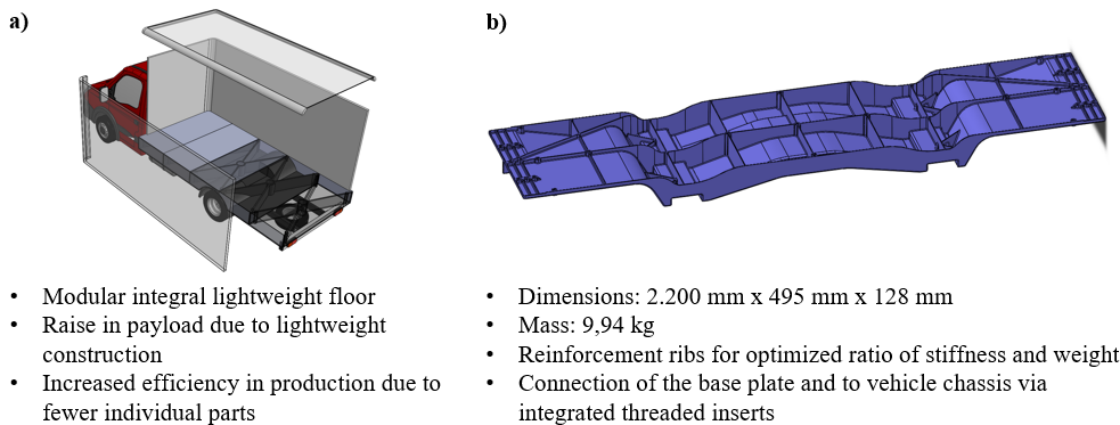 a)
• Modular integral lightweight floor
• Raise in payload due to lightweight
construction
• Increased efficiency in production due to
fewer individual parts
b)
• Dimensions: 2.200 mm x 495 mm x 128 mm
• Mass: 9,94 kg
• Reinforcement ribs for optimized ratio of stiffness and weight
• Connection of the base plate and to vehicle chassis via
integrated threaded inserts